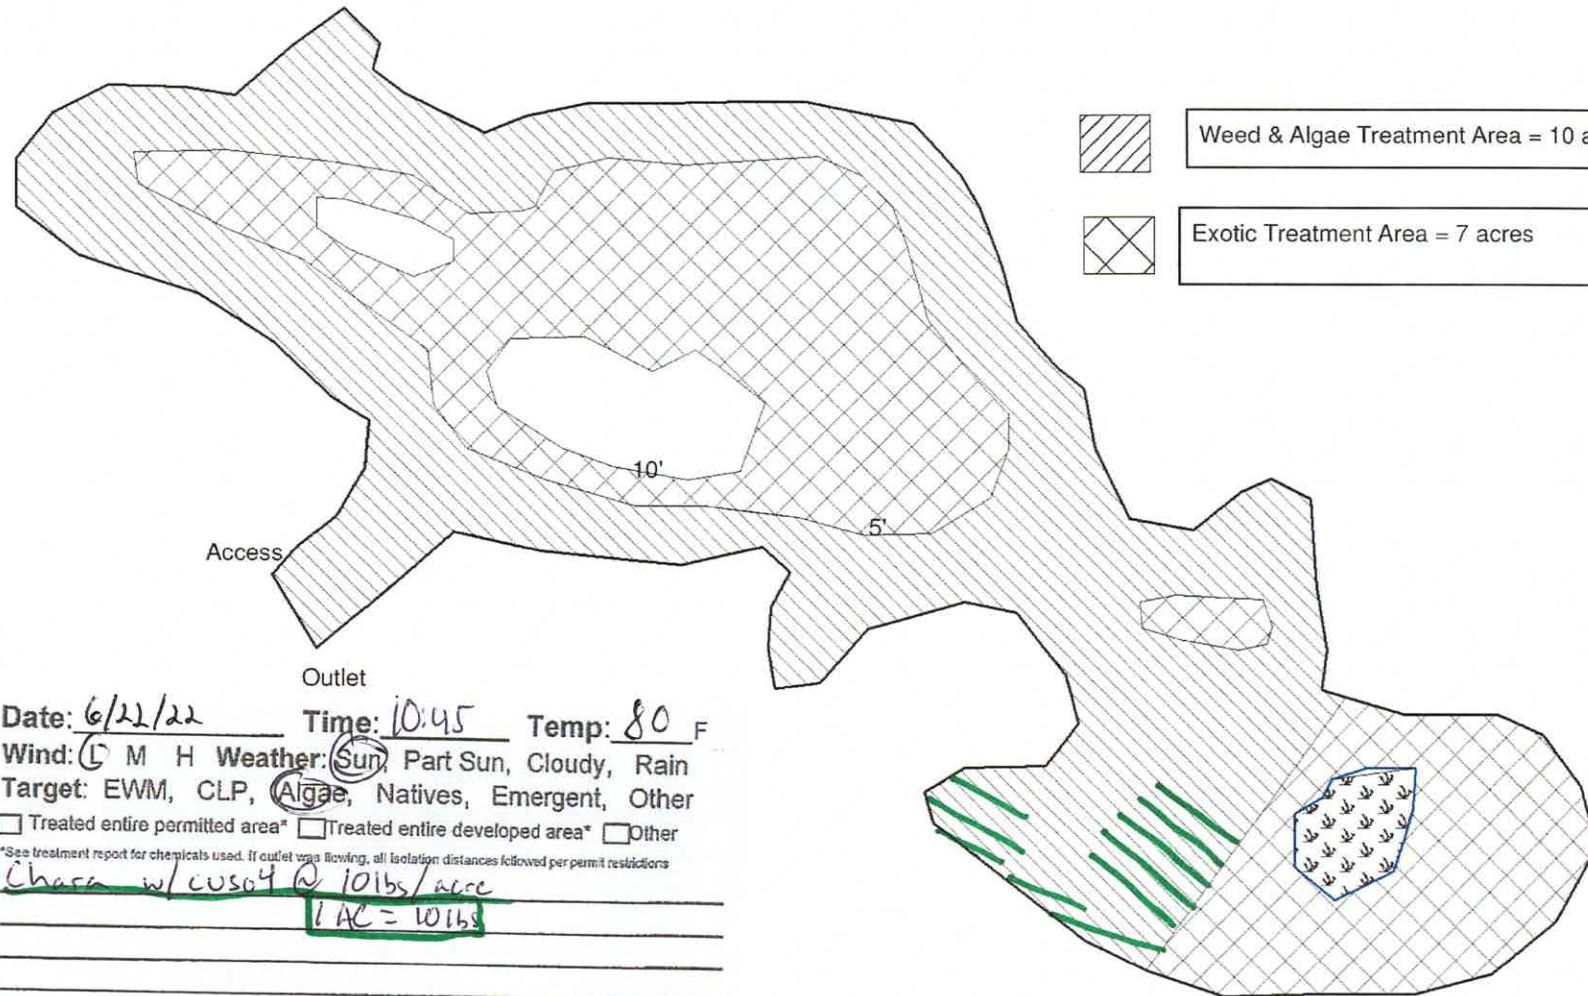 Weed & Algae Treatment Area = 10 a
Exotic Treatment Area = 7 acres
10'
5'
Access
Outlet
Date: 6/22/22 Time: 10:45 Temp: 80 F
Wind: L M H Weather: Sun, Part Sun, Cloudy, Rain
Target: EWM, CLP, Algae, Natives, Emergent, Other
Treated entire permitted area* Treated entire developed area* Other
*See treatment report for chemicals used. If outlet was flowing, all isolation distances followed per permit restrictions
Chara w/ cuso4 @ 10lbs/acre
1 AC = 10lbs